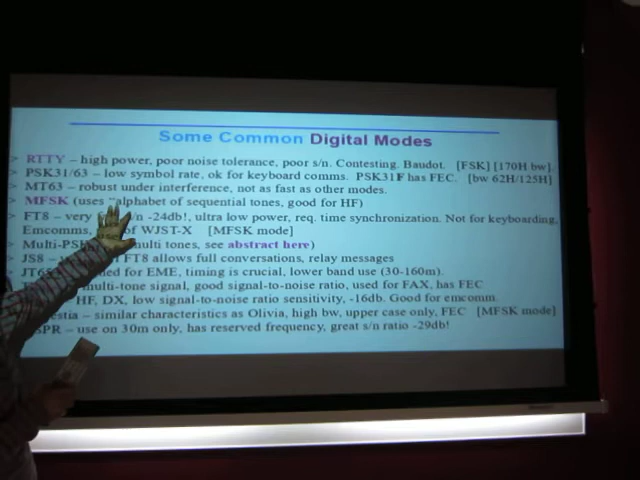 Some Common Digital Modes
> RTTY – high power, poor noise tolerance, poor s/n. Contesting. Baudot. [FSK] [170H bw].
> PSK31/63 – low symbol rate, ok for keyboard comms. PSK31F has FEC. [bw 62H/125H]
> MT63 – robust under interference, not as fast as other modes.
> MFSK (uses "alphabet of sequential tones, good for HF)
> FT8 – very -24db!, ultra low power, req. time synchronization. Not for keyboarding,
Emcomms, of WJST-X [MFSK mode]
Multi-PSK multi tones, see abstract here)
> JS8 – FT8 allows full conversations, relay messages
for EME, timing is crucial, lower band use (30-160m).
multi-tone signal, good signal-to-noise ratio, used for FAX, has FEC
HF, DX, low signal-to-noise ratio sensitivity, -16db. Good for emcomm
– similar characteristics as Olivia, high bw, upper case only, FEC [MFSK mode]
– use on 30m only, has reserved frequency, great s/n ratio -29db!